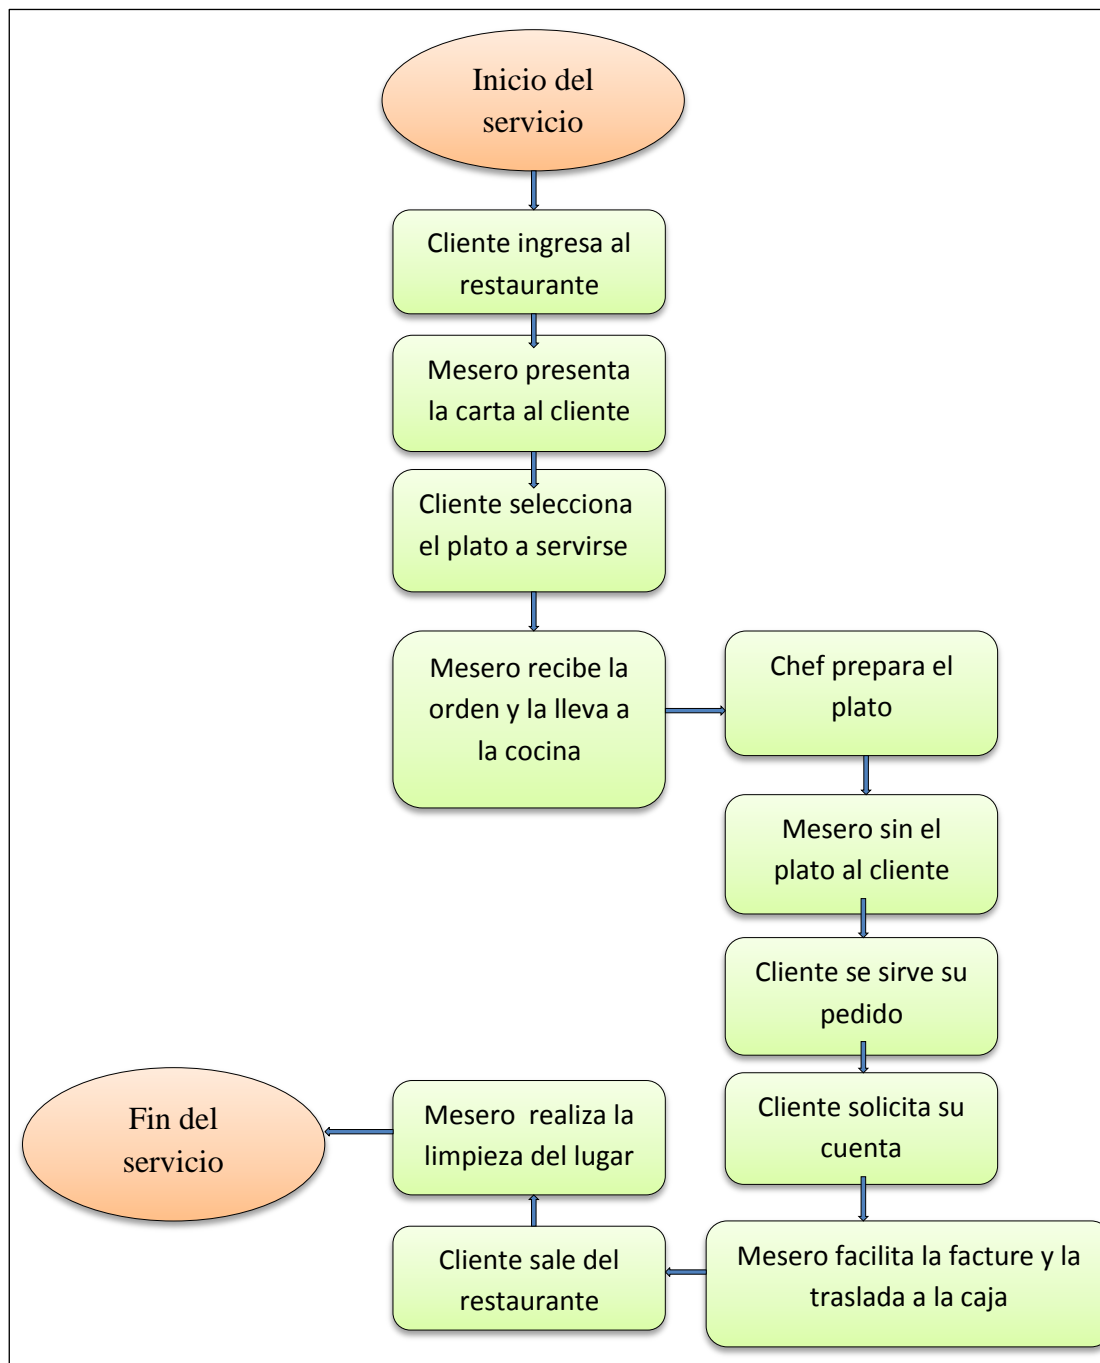 Inicio del
servicio
Cliente ingresa al
restaurante
Mesero presenta
la carta al cliente
Cliente selecciona
el plato a servirse
Mesero recibe la
orden y la lleva a
la cocina
Chef prepara el
plato
Mesero sin el
plato al cliente
Cliente se sirve su
pedido
Cliente solicita su
cuenta
Mesero facilita la facture y la
traslada a la caja
Cliente sale del
restaurante
Mesero  realiza la
limpieza del lugar
Fin del
servicio